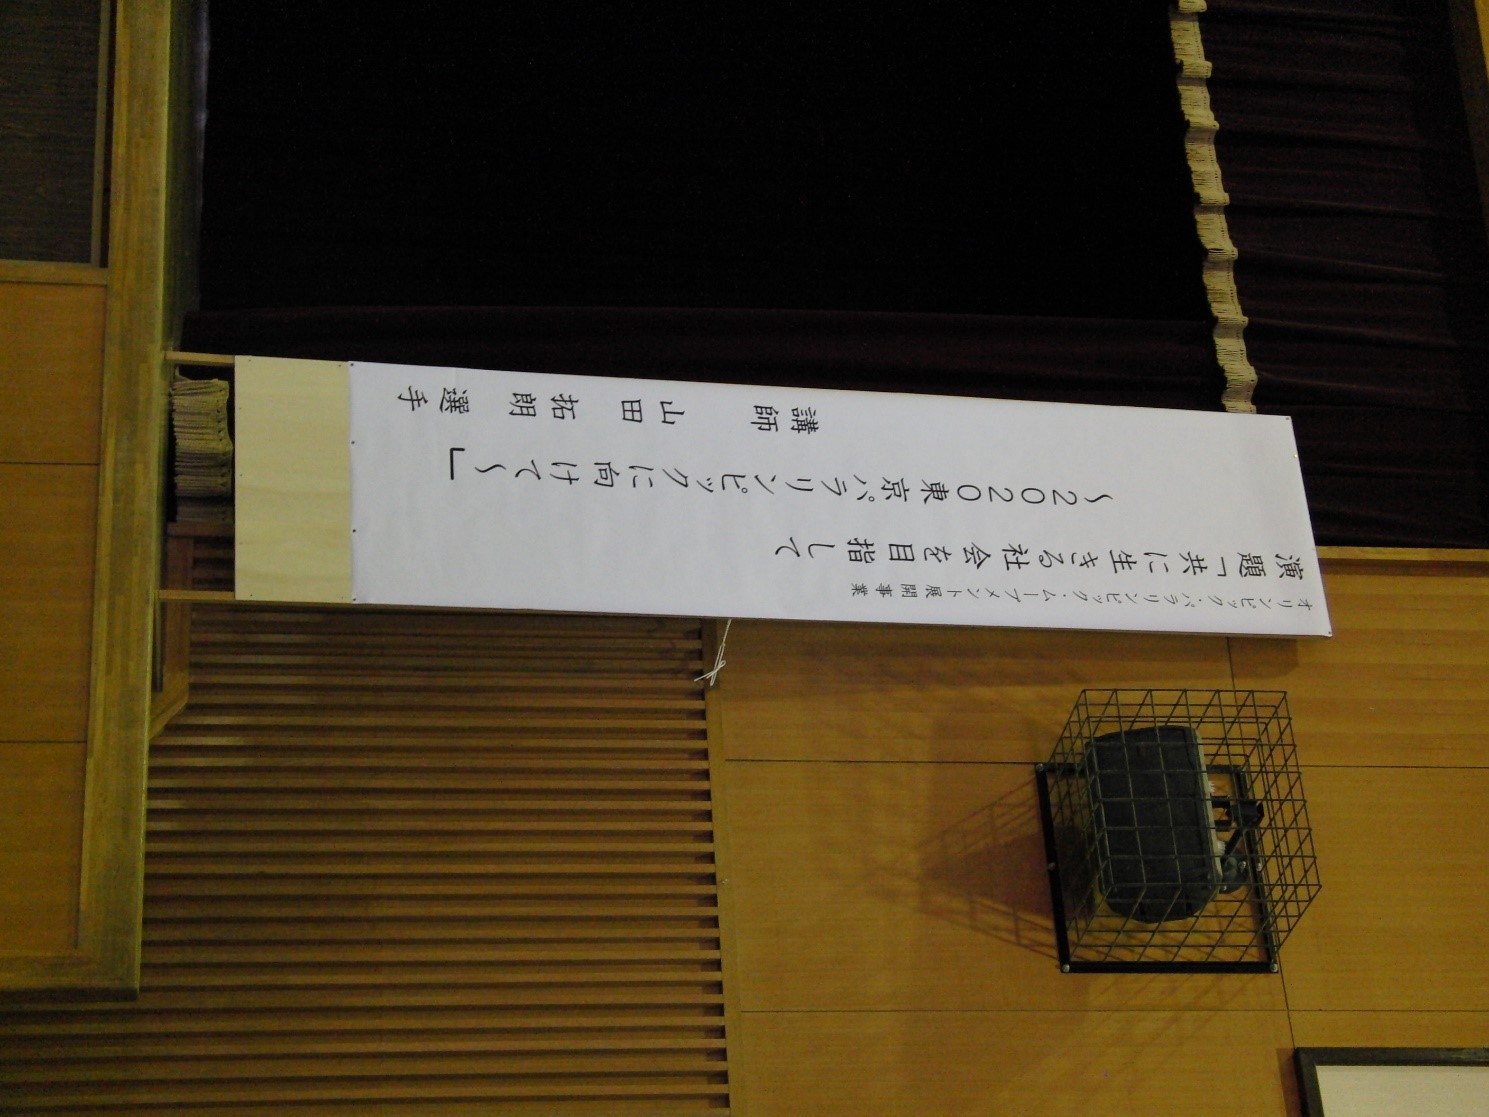 オリンピック・パラリンピック・ムーブメント展開事業
演題「共に生きる社会を目指して
～2020東京パラリンピックに向けて～」
講師 山田 拓朗 選手